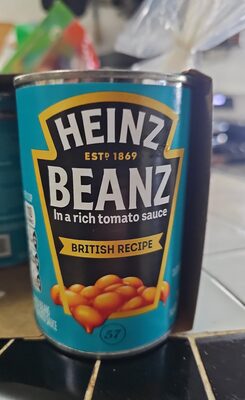 HEINZ
ESTD 1869
BEANZ
In a rich tomato sauce
BRITISH RECIPE
57